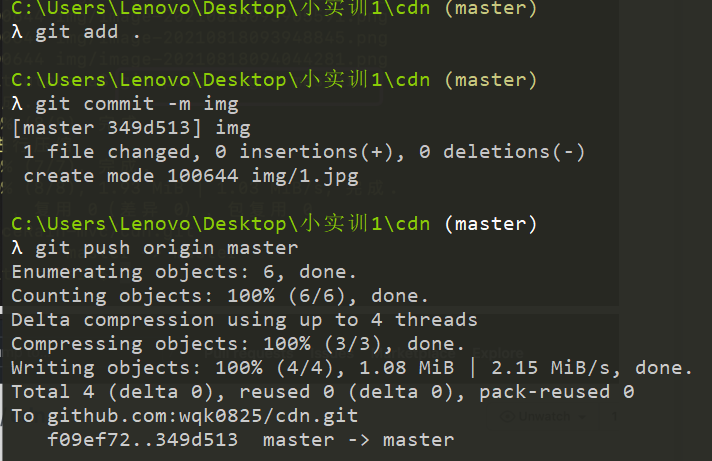 C:\Users\Lenovo\Desktop\小实训1\cdn (master)
λ git add .
C:\Users\Lenovo\Desktop\小实训1\cdn (master)
λ git commit -m img
[master 349d513] img
1 file changed, 0 insertions(+), 0 deletions(-)
create mode 100644 img/1.jpg
C:\Users\Lenovo\Desktop\小实训1\cdn (master)
λ git push origin master
Enumerating objects: 6, done.
Counting objects: 100% (6/6), done.
Delta compression using up to 4 threads
Compressing objects: 100% (3/3), done.
Writing objects: 100% (4/4), 1.08 MiB | 2.15 MiB/s, done.
Total 4 (delta 0), reused 0 (delta 0), pack-reused 0
To github.com:wqk0825/cdn.git
f09ef72..349d513  master -> master